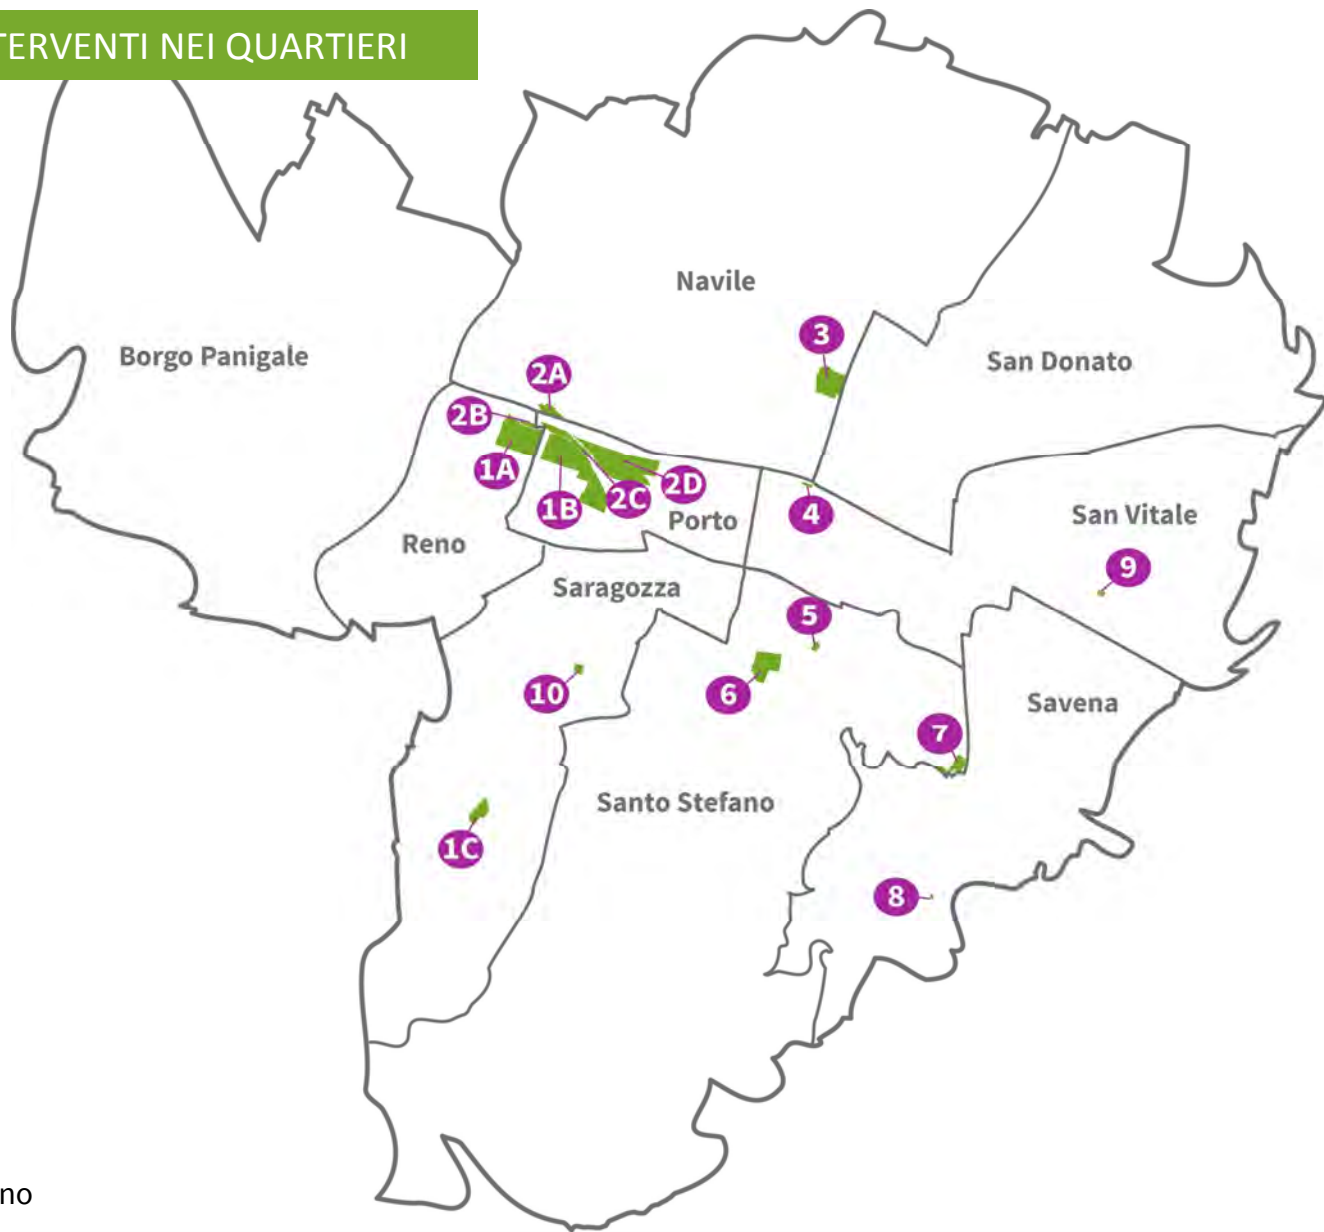 TERVENTI NEI QUARTIERI
Navile
3
Borgo Panigale
San Donato
2A
2B
1A
2D
2C
1B
Porto
4
San Vitale
Reno
9
Saragozza
5
10
6
Savena
7
Santo Stefano
1C
8
no